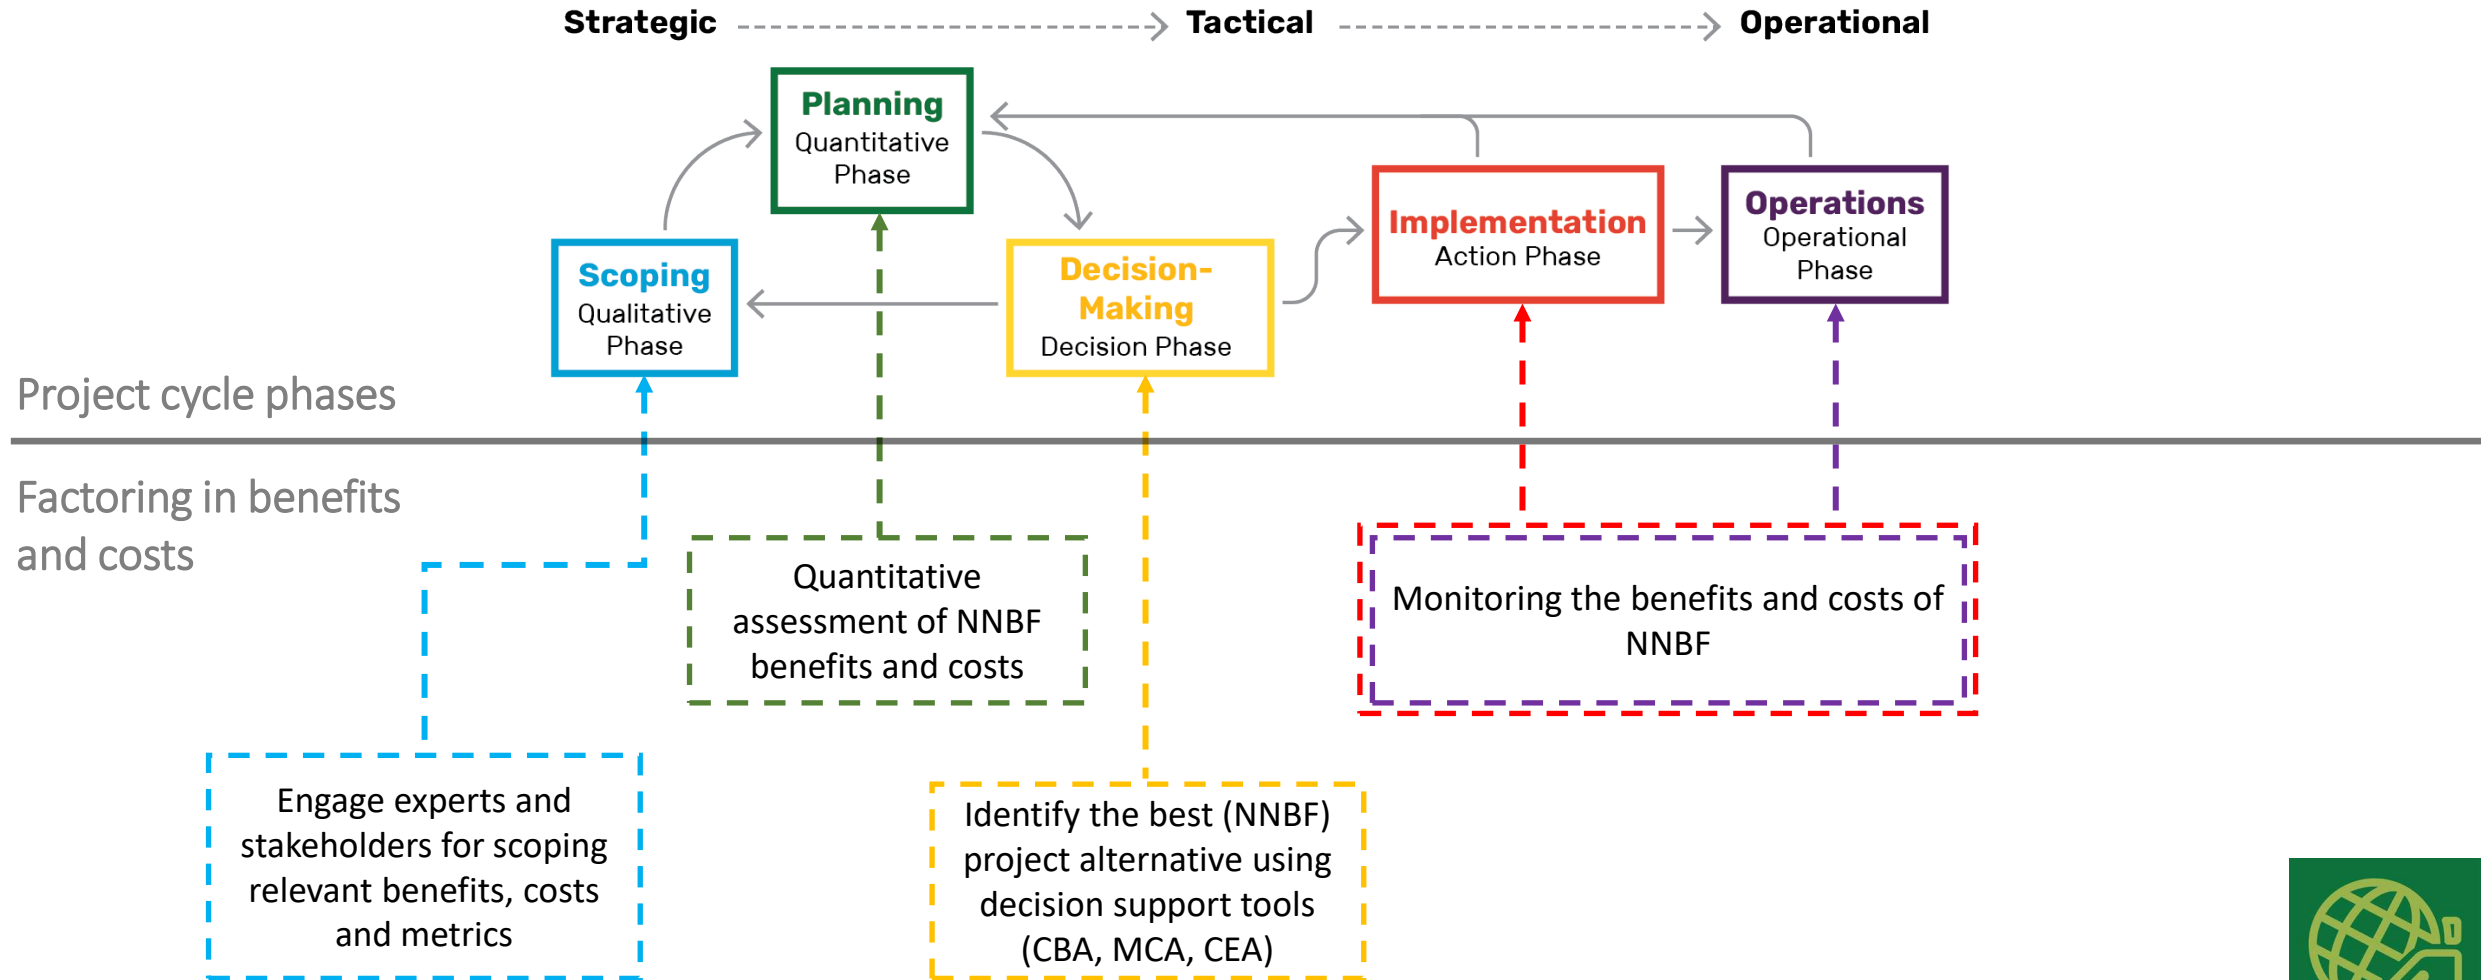 Strategic
Tactical
Operational
Planning
Quantitative
Phase
Scoping
Qualitative
Phase
Decision-
Making
Decision Phase
Implementation
Action Phase
Operations
Operational
Phase
Project cycle phases
Factoring in benefits
and costs
Quantitative
assessment of NNBF
benefits and costs
Monitoring the benefits and costs of
NNBF
Engage experts and
stakeholders for scoping
relevant benefits, costs
and metrics
Identify the best (NNBF)
project alternative using
decision support tools
(CBA, MCA, CEA)